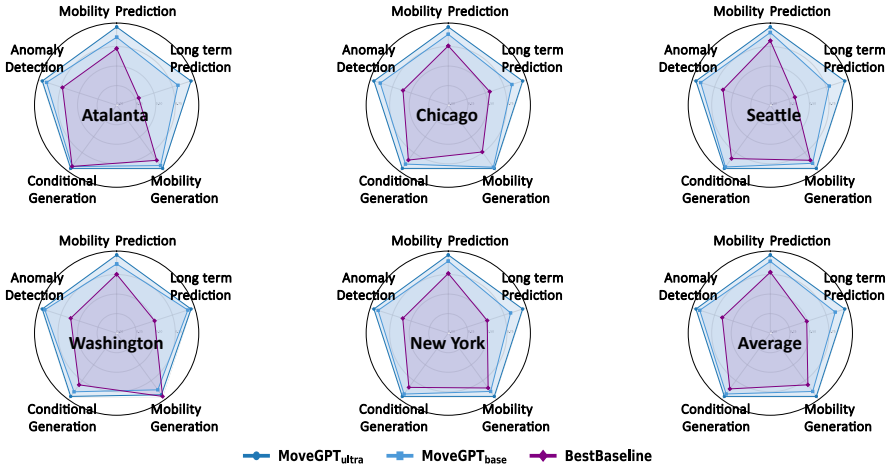 Mobility Prediction
Anomaly
Detection
Long term
Prediction
Atalanta
Conditional
Generation
Mobility
Generation
Mobility Prediction
Anomaly
Detection
Long term
Prediction
Chicago
Conditional
Generation
Mobility
Generation
Mobility Prediction
Anomaly
Detection
Long term
Prediction
Seattle
Conditional
Generation
Mobility
Generation
Mobility Prediction
Anomaly
Detection
Long term
Prediction
Washington
Conditional
Generation
Mobility
Generation
Mobility Prediction
Anomaly
Detection
Long term
Prediction
New York
Conditional
Generation
Mobility
Generation
Mobility Prediction
Anomaly
Detection
Long term
Prediction
Average
Conditional
Generation
Mobility
Generation
MoveGPTultra MoveGPTbase BestBaseline